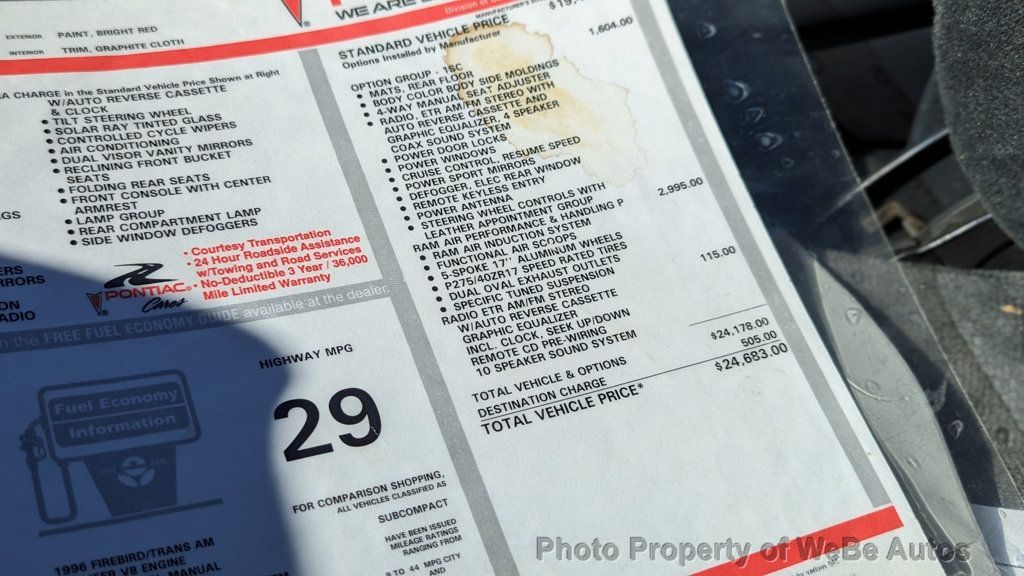 WE ARE
Division of
EXTERIOR PAINT, BRIGHT RED
INTERIOR TRIM, GRAPHITE CLOTH
CHARGE in the Standard Vehicle Price Shown at Right
W/AUTO REVERSE CASSETTE
& CLOCK
• TILT STEERING WHEEL
• SOLAR RAY TINTED GLASS
• CONTROLLED CYCLE WIPERS
• AIR CONDITIONING
• DUAL VISOR VANITY MIRRORS
• RECLINING FRONT BUCKET
SEATS
• FOLDING REAR SEATS
• FRONT CONSOLE WITH CENTER
ARMREST
• LAMP GROUP
• REAR COMPARTMENT LAMP
• SIDE WINDOW DEFOGGERS
PONTIAC
Cares
• Courtesy Transportation
• 24 Hour Roadside Assistance
w/Towing and Road Services
• No-Deductible 3 Year / 36,000
Mile Limited Warranty
in the FREE FUEL ECONOMY GUIDE available at the dealer.
Fuel Economy
Information
HIGHWAY MPG
29
FOR COMPARISON SHOPPING,
ALL VEHICLES CLASSIFIED AS
SUBCOMPACT
HAVE BEEN ISSUED
MILEAGE RATINGS
RANGING FROM
TO 44 MPG CITY
1996 FIREBIRD/TRANS AM
V8 ENGINE
MANUAL
STANDARD VEHICLE PRICE
Options Installed by Manufacturer
OPTION GROUP - 1SC 1,604.00
• MATS, REAR FLOOR
• BODY COLOR BODY SIDE MOLDINGS
• 4-WAY MANUAL SEAT ADJUSTER
• RADIO, ETR AM/FM STEREO WITH
AUTO REVERSE CASSETTE AND
GRAPHIC EQUALIZER, 4 SPEAKER
COAX SOUND SYSTEM
• POWER DOOR LOCKS
• POWER WINDOWS
• CRUISE CONTROL, RESUME SPEED
• POWER SPORT MIRRORS
• DEFOGGER, ELEC REAR WINDOW
• REMOTE KEYLESS ENTRY
• POWER ANTENNA
• STEERING WHEEL CONTROLS WITH
LEATHER APPOINTMENT GROUP
RAM AIR PERFORMANCE & HANDLING P 2,995.00
• FUNC AIR INDUCTION SYSTEM
W/ AIR SCOOPS
• 5-SPOKE 17" ALUMINUM WHEELS
• P275/40ZR17 SPEED RATED TIRES
• DUAL OVAL EXHAUST OUTLETS
• SPECIFIC TUNED SUSPENSION
RADIO ETR AM/FM STEREO 115.00
W/AUTO REVERSE CASSETTE
GRAPHIC EQUALIZER
INCL. CLOCK, SEEK UP/DOWN
REMOTE CD PRE-WIRING
10 SPEAKER SOUND SYSTEM
TOTAL VEHICLE & OPTIONS $24,178.00
DESTINATION CHARGE 505.00
TOTAL VEHICLE PRICE* $24,683.00
Photo Property of WeBe Autos